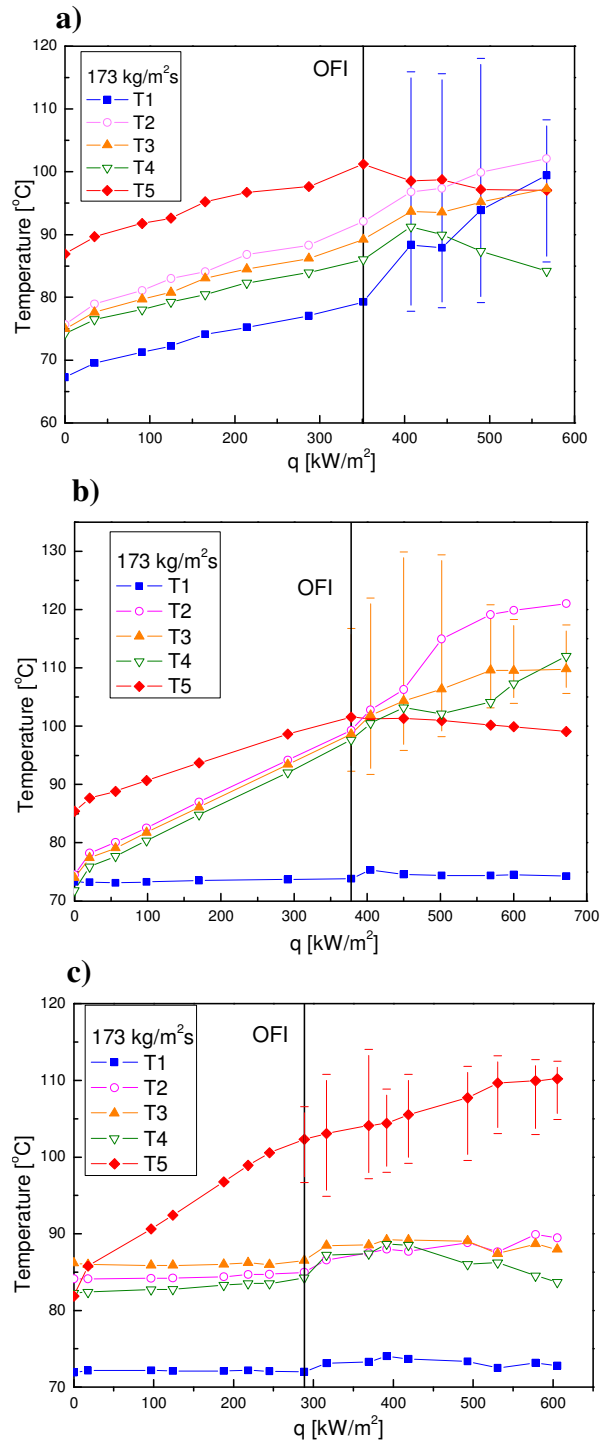 a)
120
110
100
90
80
70
60
Temperature [°C]
173 kg/m²s
T1
T2
T3
T4
T5
OFI
0 100 200 300 400 500 600
q [kW/m²]
b)
130
120
110
100
90
80
70
Temperature [°C]
173 kg/m²s
T1
T2
T3
T4
T5
OFI
0 100 200 300 400 500 600 700
q [kW/m²]
c)
120
110
100
90
80
70
Temperature [°C]
173 kg/m²s
T1
T2
T3
T4
T5
OFI
0 100 200 300 400 500 600
q [kW/m²]